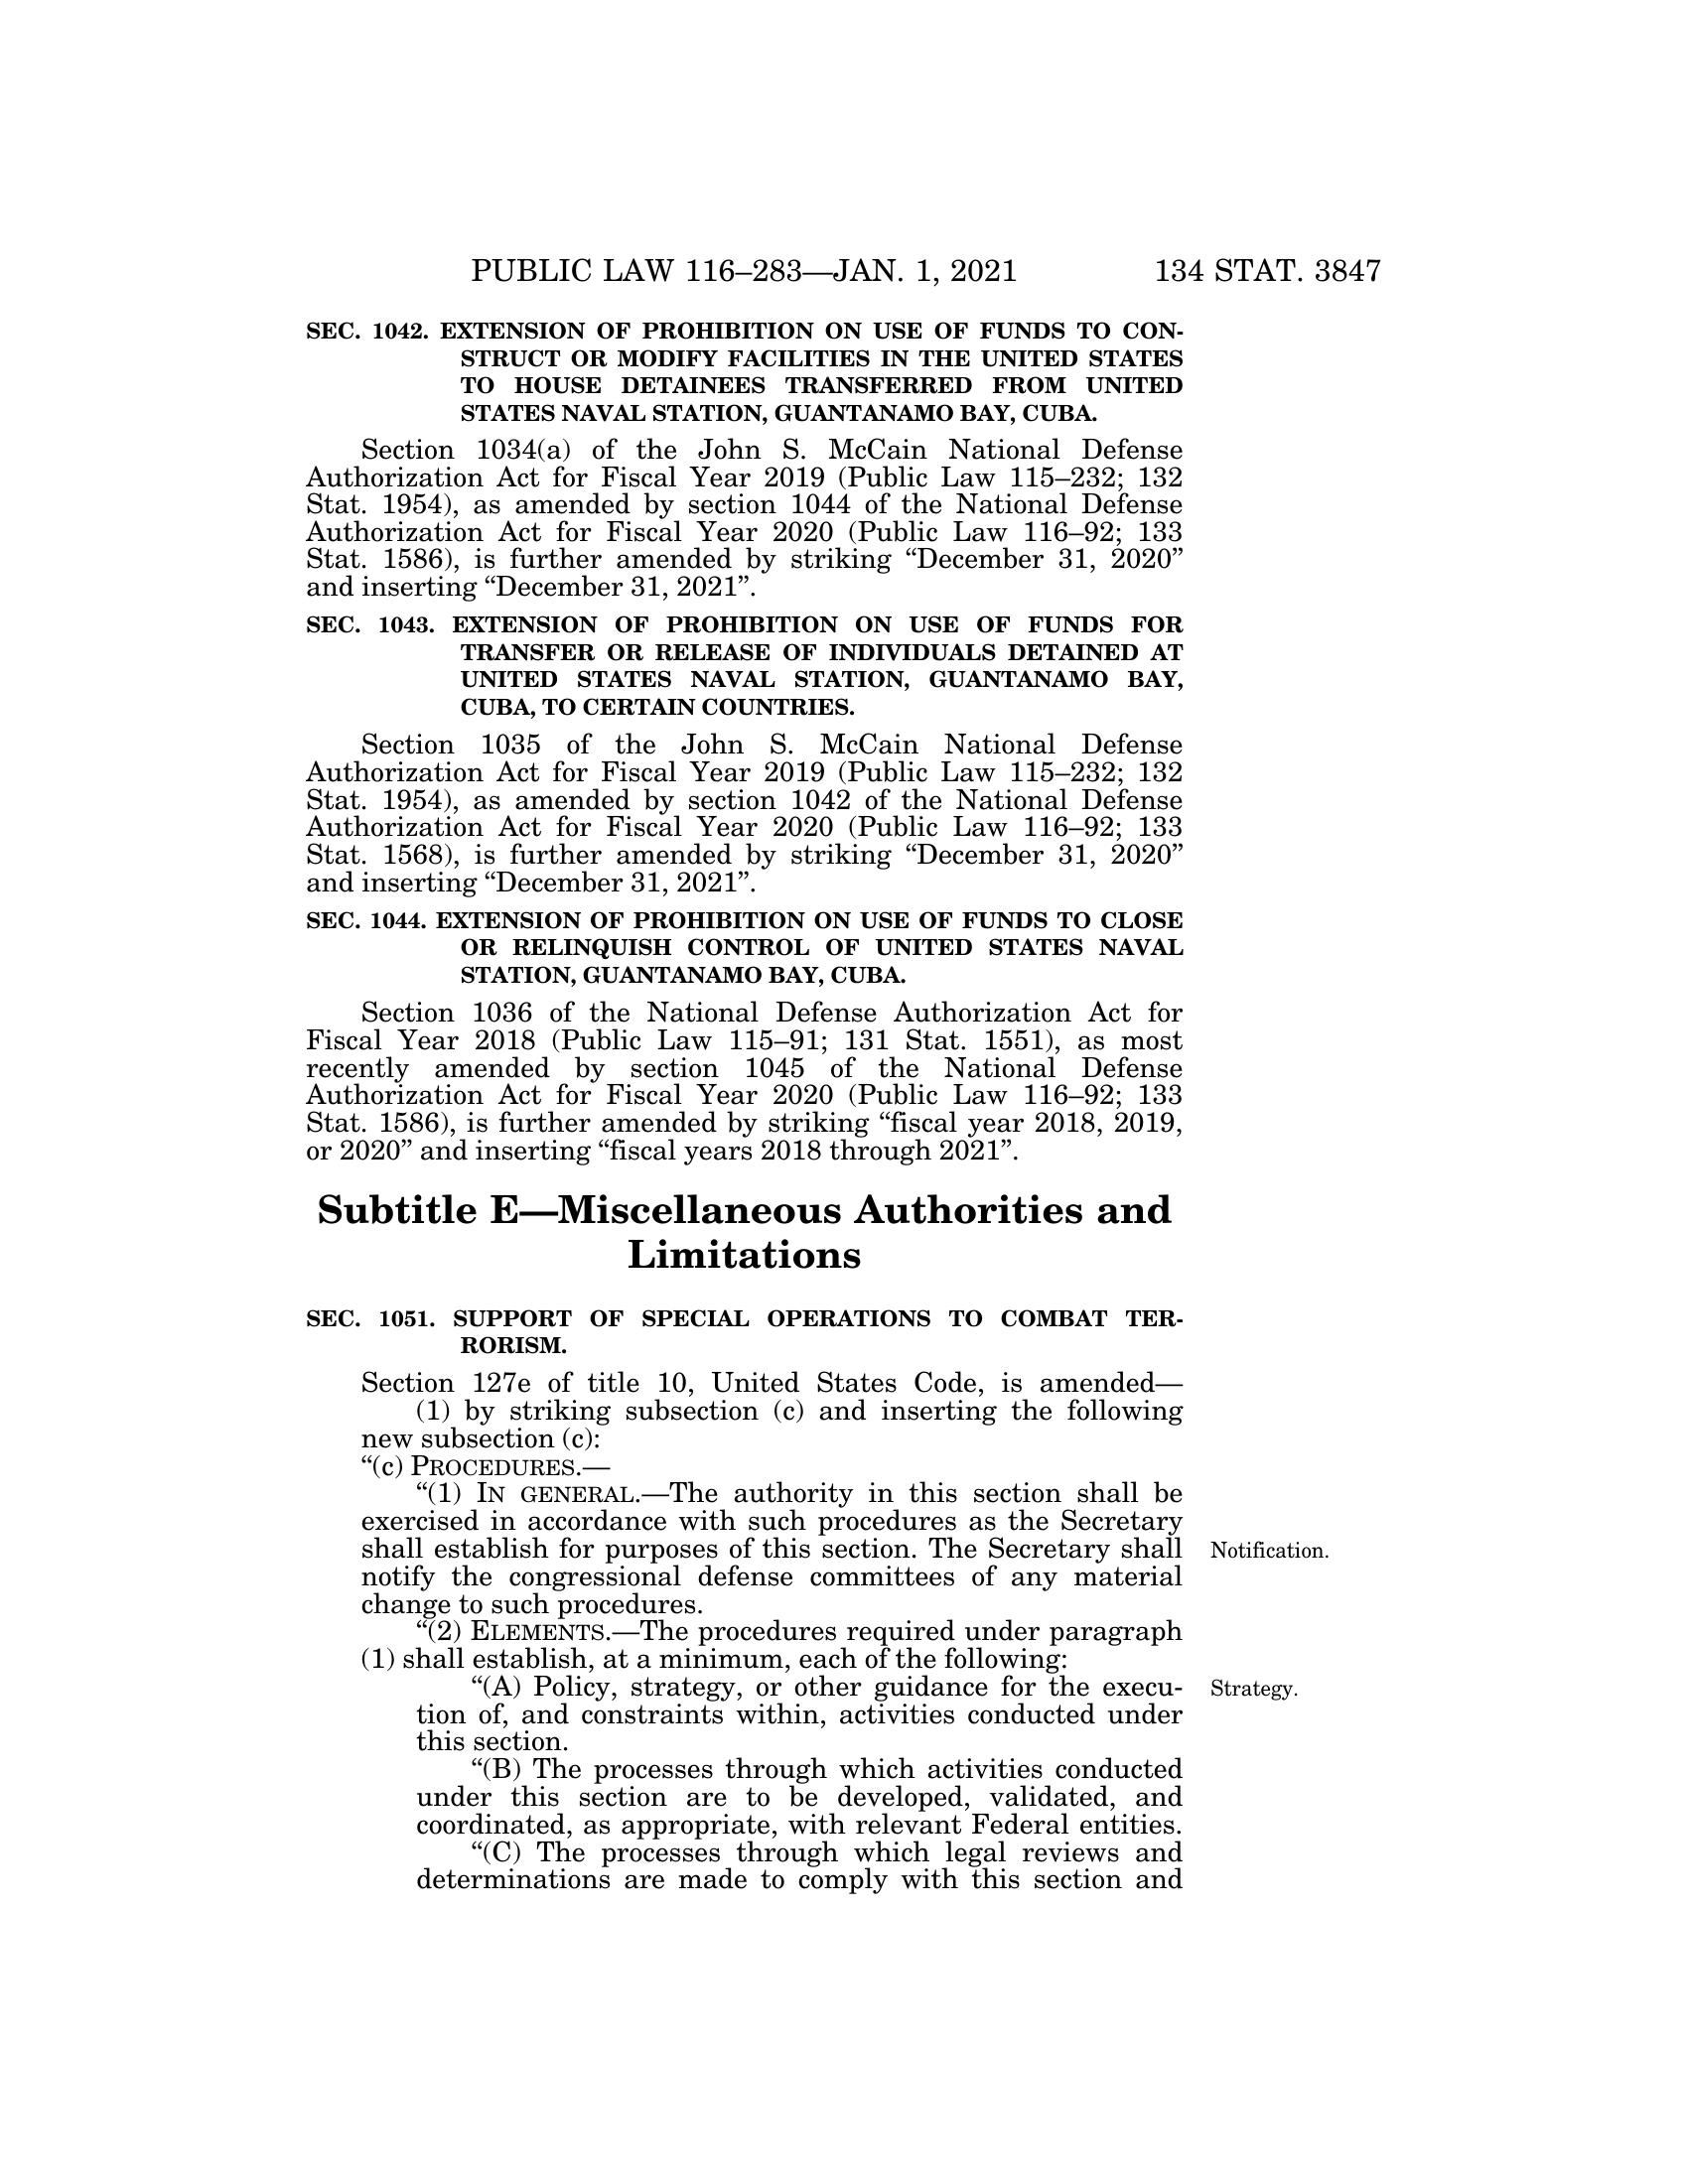 PUBLIC LAW 116–283—JAN. 1, 2021 134 STAT. 3847
SEC. 1042. EXTENSION OF PROHIBITION ON USE OF FUNDS TO CON-
STRUCT OR MODIFY FACILITIES IN THE UNITED STATES
TO HOUSE DETAINEES TRANSFERRED FROM UNITED
STATES NAVAL STATION, GUANTANAMO BAY, CUBA.
Section 1034(a) of the John S. McCain National Defense
Authorization Act for Fiscal Year 2019 (Public Law 115–232; 132
Stat. 1954), as amended by section 1044 of the National Defense
Authorization Act for Fiscal Year 2020 (Public Law 116–92; 133
Stat. 1586), is further amended by striking “December 31, 2020”
and inserting “December 31, 2021”.
SEC. 1043. EXTENSION OF PROHIBITION ON USE OF FUNDS FOR
TRANSFER OR RELEASE OF INDIVIDUALS DETAINED AT
UNITED STATES NAVAL STATION, GUANTANAMO BAY,
CUBA, TO CERTAIN COUNTRIES.
Section 1035 of the John S. McCain National Defense
Authorization Act for Fiscal Year 2019 (Public Law 115–232; 132
Stat. 1954), as amended by section 1042 of the National Defense
Authorization Act for Fiscal Year 2020 (Public Law 116–92; 133
Stat. 1568), is further amended by striking “December 31, 2020”
and inserting “December 31, 2021”.
SEC. 1044. EXTENSION OF PROHIBITION ON USE OF FUNDS TO CLOSE
OR RELINQUISH CONTROL OF UNITED STATES NAVAL
STATION, GUANTANAMO BAY, CUBA.
Section 1036 of the National Defense Authorization Act for
Fiscal Year 2018 (Public Law 115–91; 131 Stat. 1551), as most
recently amended by section 1045 of the National Defense
Authorization Act for Fiscal Year 2020 (Public Law 116–92; 133
Stat. 1586), is further amended by striking “fiscal year 2018, 2019,
or 2020” and inserting “fiscal years 2018 through 2021”.
Subtitle E—Miscellaneous Authorities and
Limitations
SEC. 1051. SUPPORT OF SPECIAL OPERATIONS TO COMBAT TER-
RORISM.
Section 127e of title 10, United States Code, is amended—
(1) by striking subsection (c) and inserting the following
new subsection (c):
“(c) PROCEDURES.—
“(1) IN GENERAL.—The authority in this section shall be
exercised in accordance with such procedures as the Secretary
shall establish for purposes of this section. The Secretary shall
notify the congressional defense committees of any material
change to such procedures.
“(2) ELEMENTS.—The procedures required under paragraph
(1) shall establish, at a minimum, each of the following:
“(A) Policy, strategy, or other guidance for the execu-
tion of, and constraints within, activities conducted under
this section.
“(B) The processes through which activities conducted
under this section are to be developed, validated, and
coordinated, as appropriate, with relevant Federal entities.
“(C) The processes through which legal reviews and
determinations are made to comply with this section and
Notification.
Strategy.